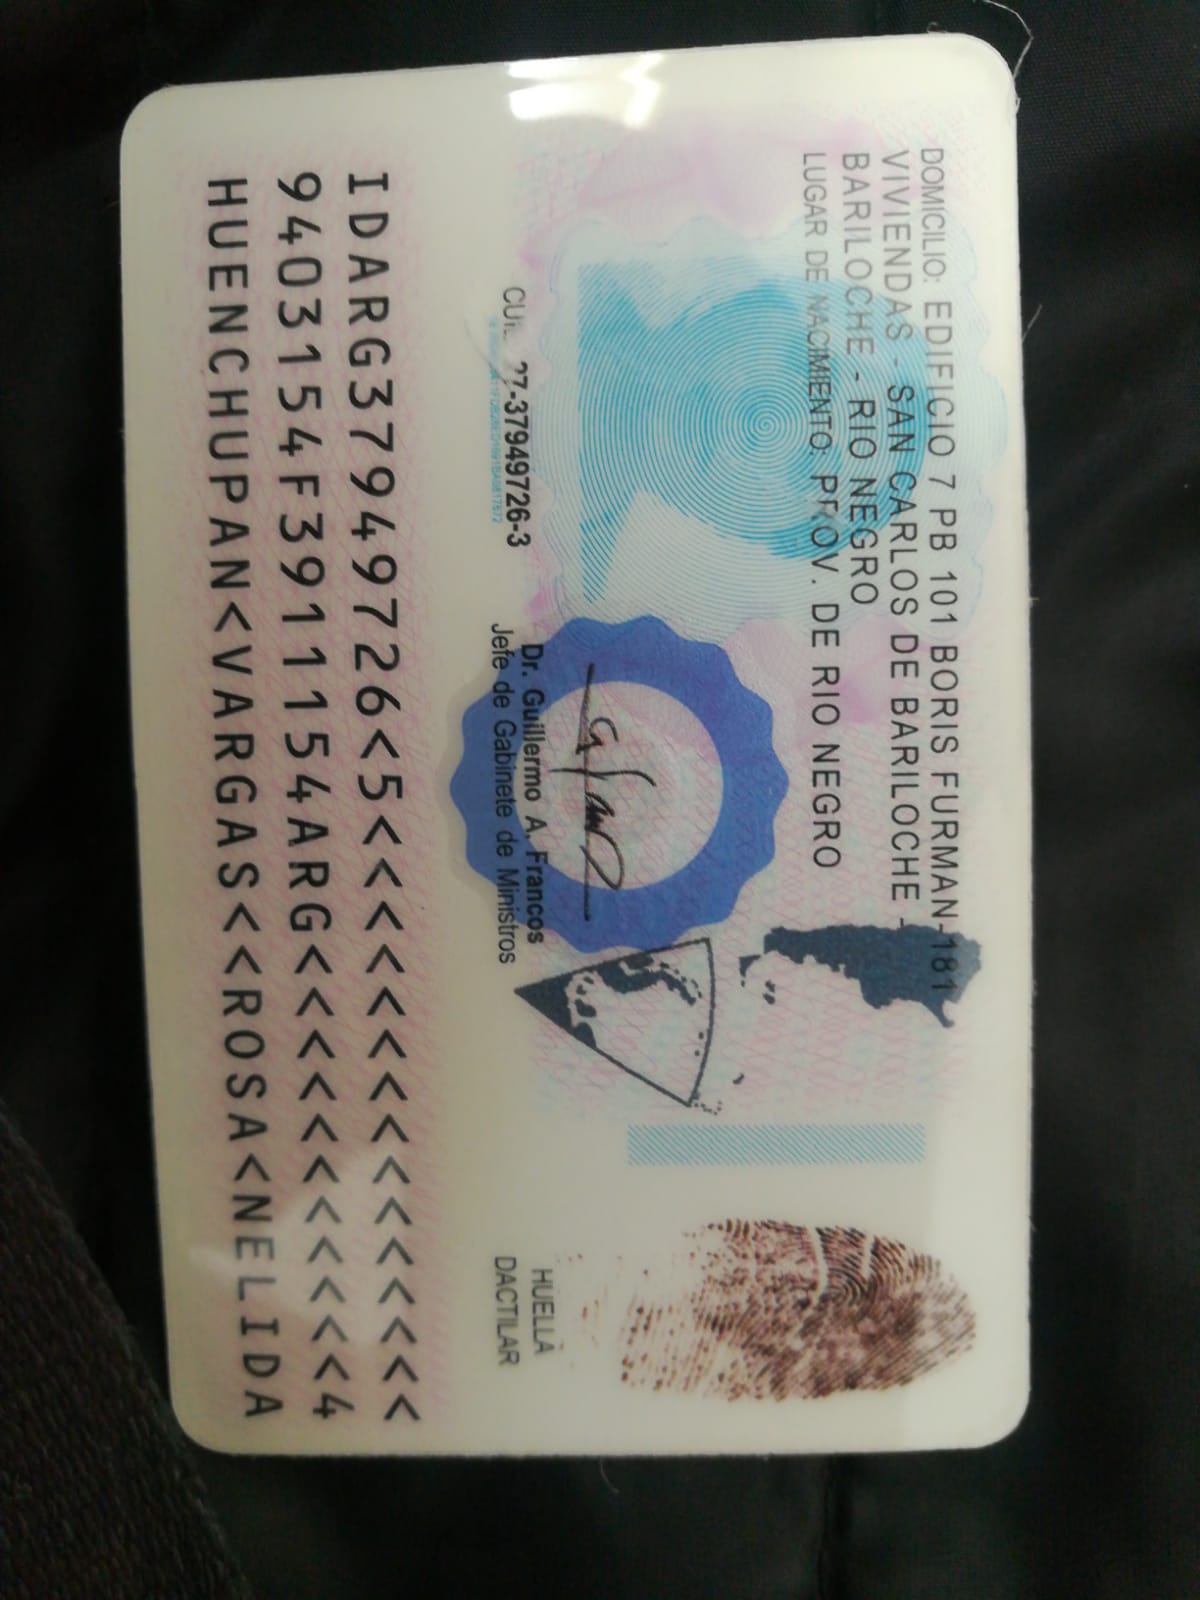 DOMICILIO: EDIFICIO 7 PB 101 BORIS FURMAN-181
VIVIENDAS - SAN CARLOS DE BARILOCHE -
BARILOCHE - RIO NEGRO
LUGAR DE NACIMIENTO: PROV. DE RIO NEGRO
CUIL 27-37949726-3
Dr. Guillermo A. Francos
Jefe de Gabinete de Ministros
HUELLA
DACTILAR
IDARG37949726<5<<<<<<<<<<<<<<<
9403154F3911154ARG<<<<<<<<<<<4
HUENCHUPAN<VARGAS<<ROSA<NELIDA